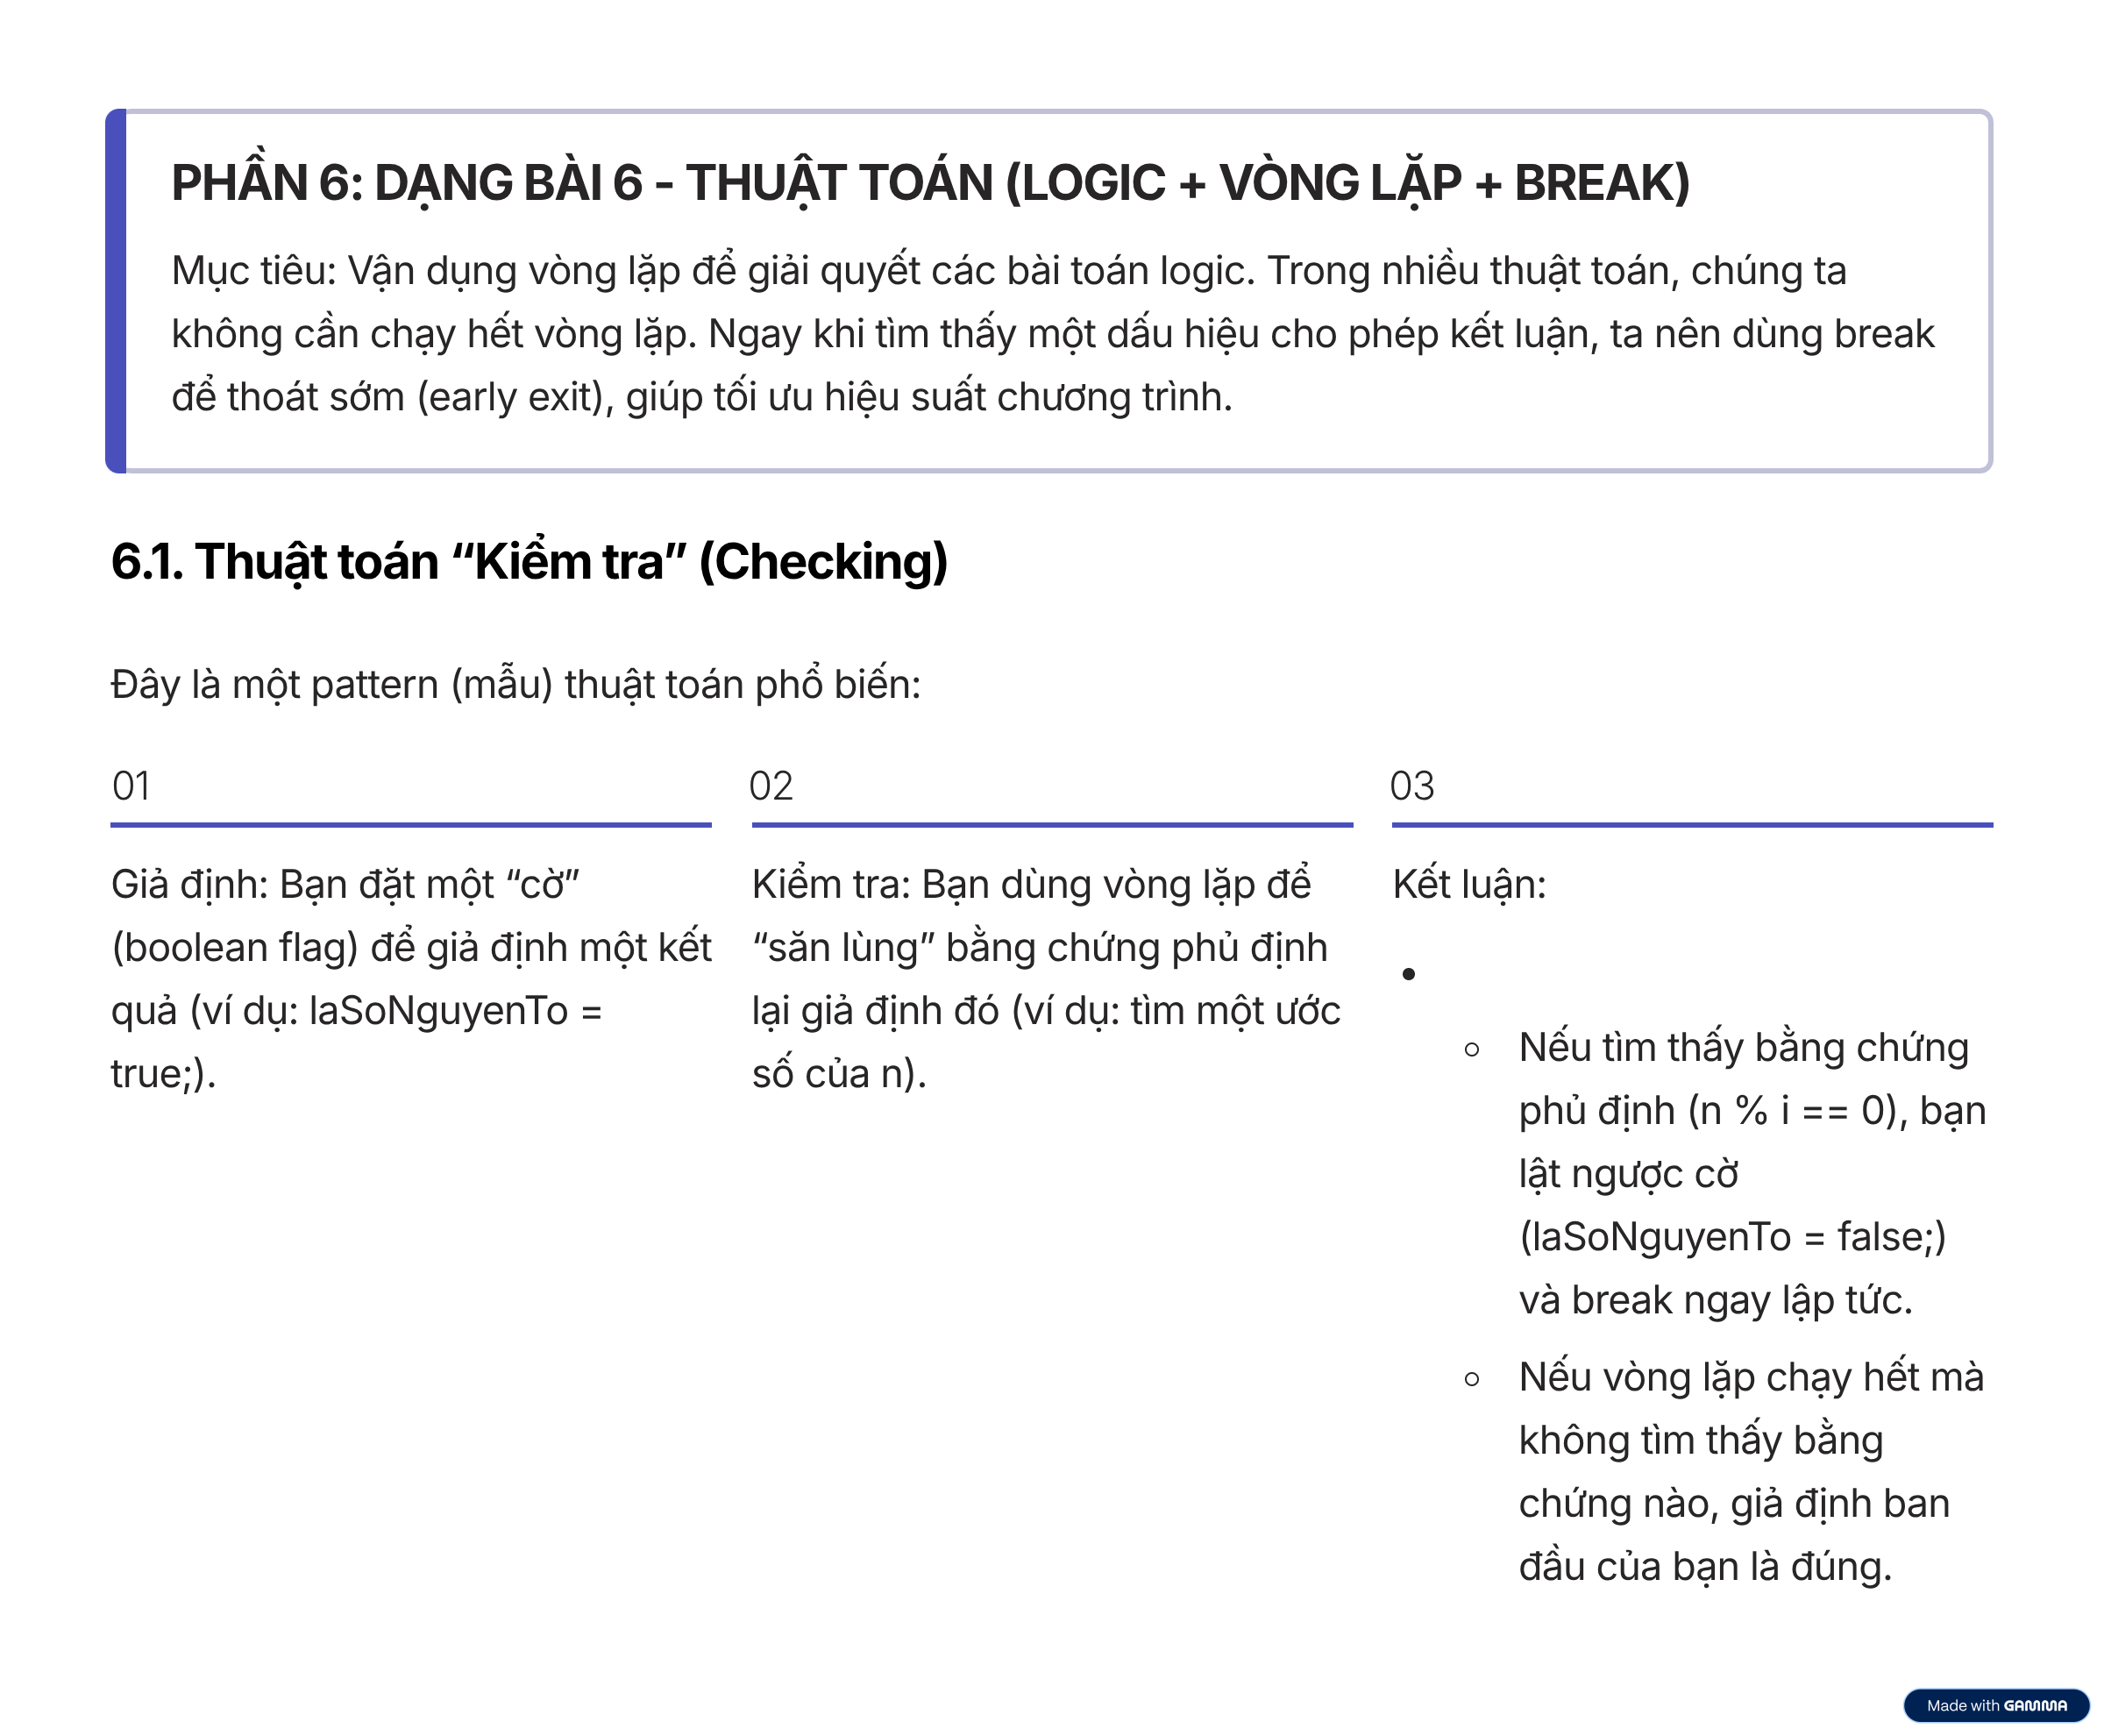 PHẦN 6: DẠNG BÀI 6 - THUẬT TOÁN (LOGIC + VÒNG LẶP + BREAK)
Mục tiêu: Vận dụng vòng lặp để giải quyết các bài toán logic. Trong nhiều thuật toán, chúng ta
không cần chạy hết vòng lặp. Ngay khi tìm thấy một dấu hiệu cho phép kết luận, ta nên dùng break
để thoát sớm (early exit), giúp tối ưu hiệu suất chương trình.
6.1. Thuật toán “Kiểm tra” (Checking)
Đây là một pattern (mẫu) thuật toán phổ biến:
01
Giả định: Bạn đặt một “cờ”
(boolean flag) để giả định một kết
quả (ví dụ: laSoNguyenTo =
true;).
02
Kiểm tra: Bạn dùng vòng lặp để
“săn lùng” bằng chứng phủ định
lại giả định đó (ví dụ: tìm một ước
số của n).
03
Kết luận:
Nếu tìm thấy bằng chứng
phủ định (n % i == 0), bạn
lật ngược cờ
(laSoNguyenTo = false;)
và break ngay lập tức.
Nếu vòng lặp chạy hết mà
không tìm thấy bằng
chứng nào, giả định ban
đầu của bạn là đúng.
Made with GAMMA